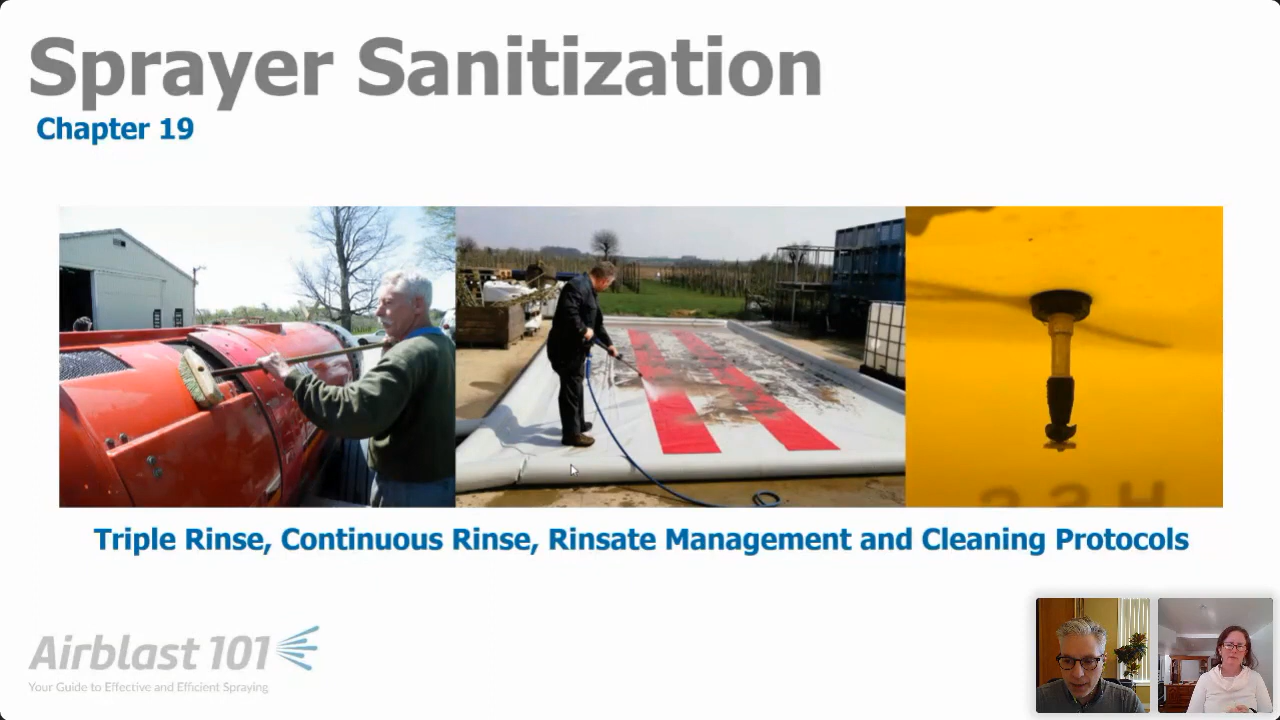 Sprayer Sanitization
Chapter 19
Triple Rinse, Continuous Rinse, Rinsate Management and Cleaning Protocols
Airblast 101
Your Guide to Effective and Efficient Spraying